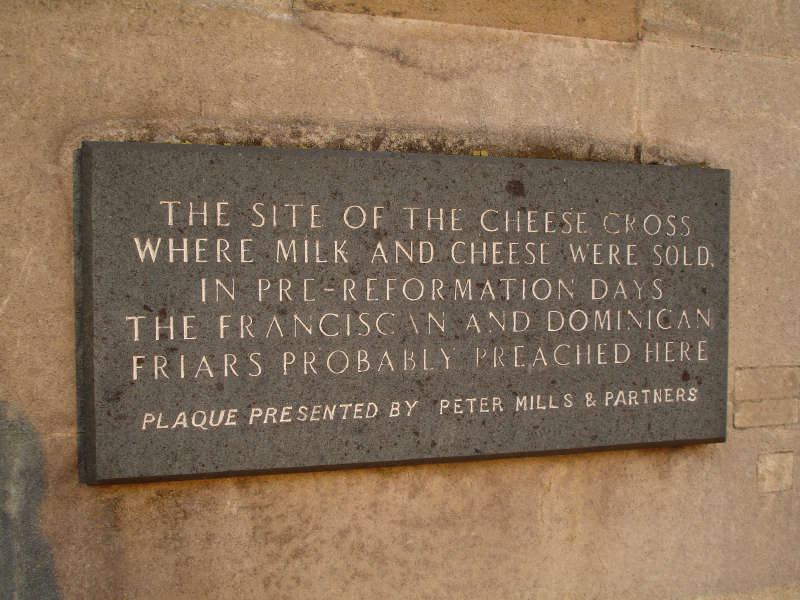 THE SITE OF THE CHEESE CROSS
WHERE MILK AND CHEESE WERE SOLD.
IN PRE-REFORMATION DAYS
THE FRANCISCAN AND DOMINICAN
FRIARS PROBABLY PREACHED HERE
PLAQUE PRESENTED BY PETER MILLS & PARTNERS